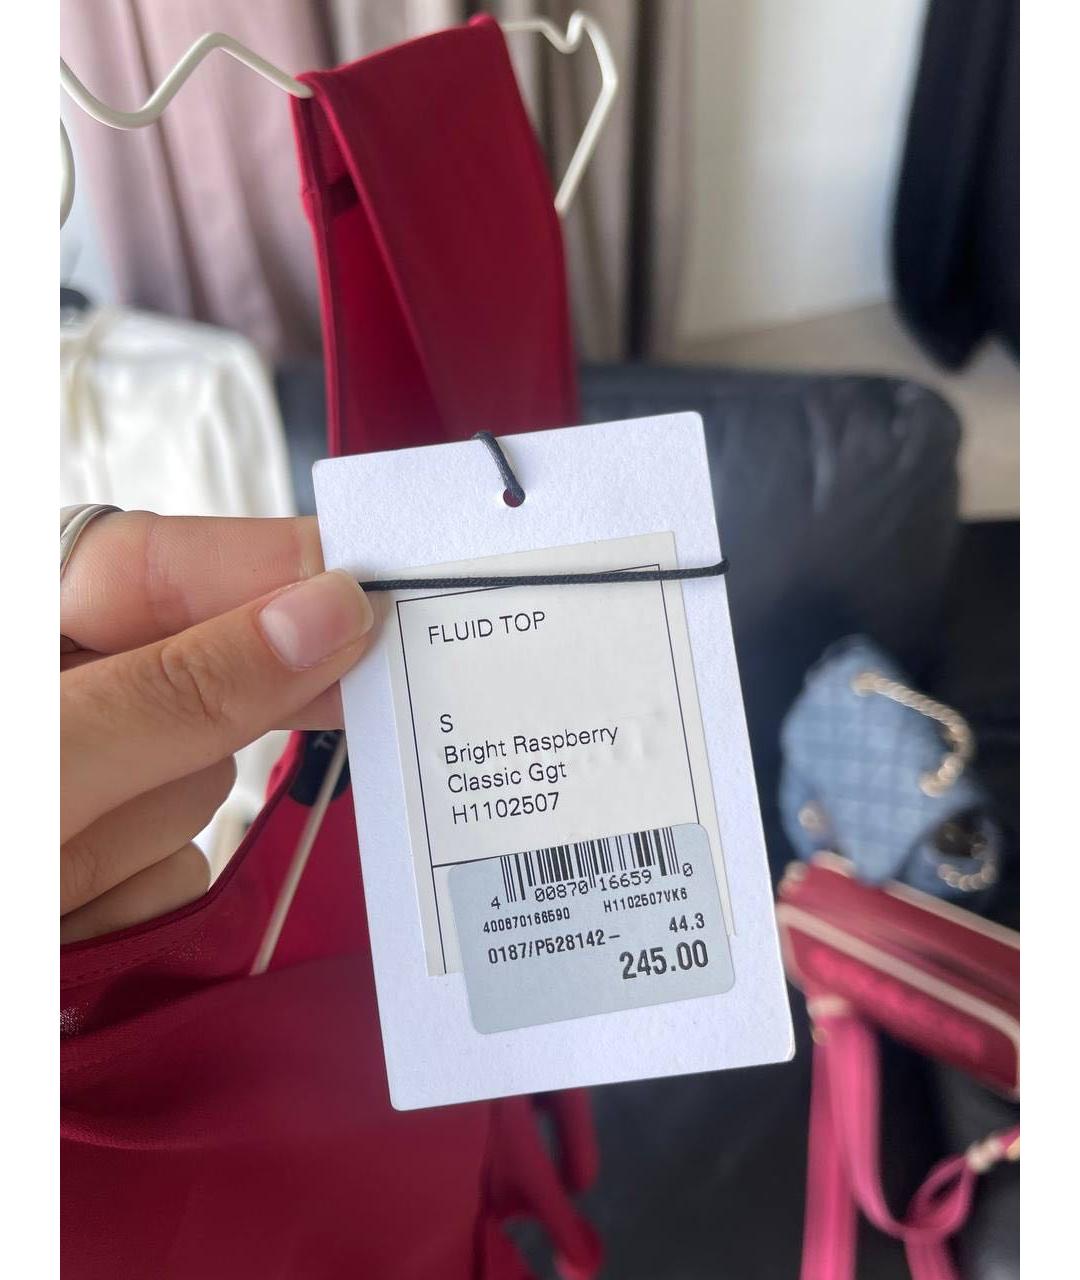 FLUID TOP
S
Bright Raspberry
Classic Ggt
H1102507
4 00870 16659 0
400870166590 H1102507VK6
0187/P528142- 44.3
245.00